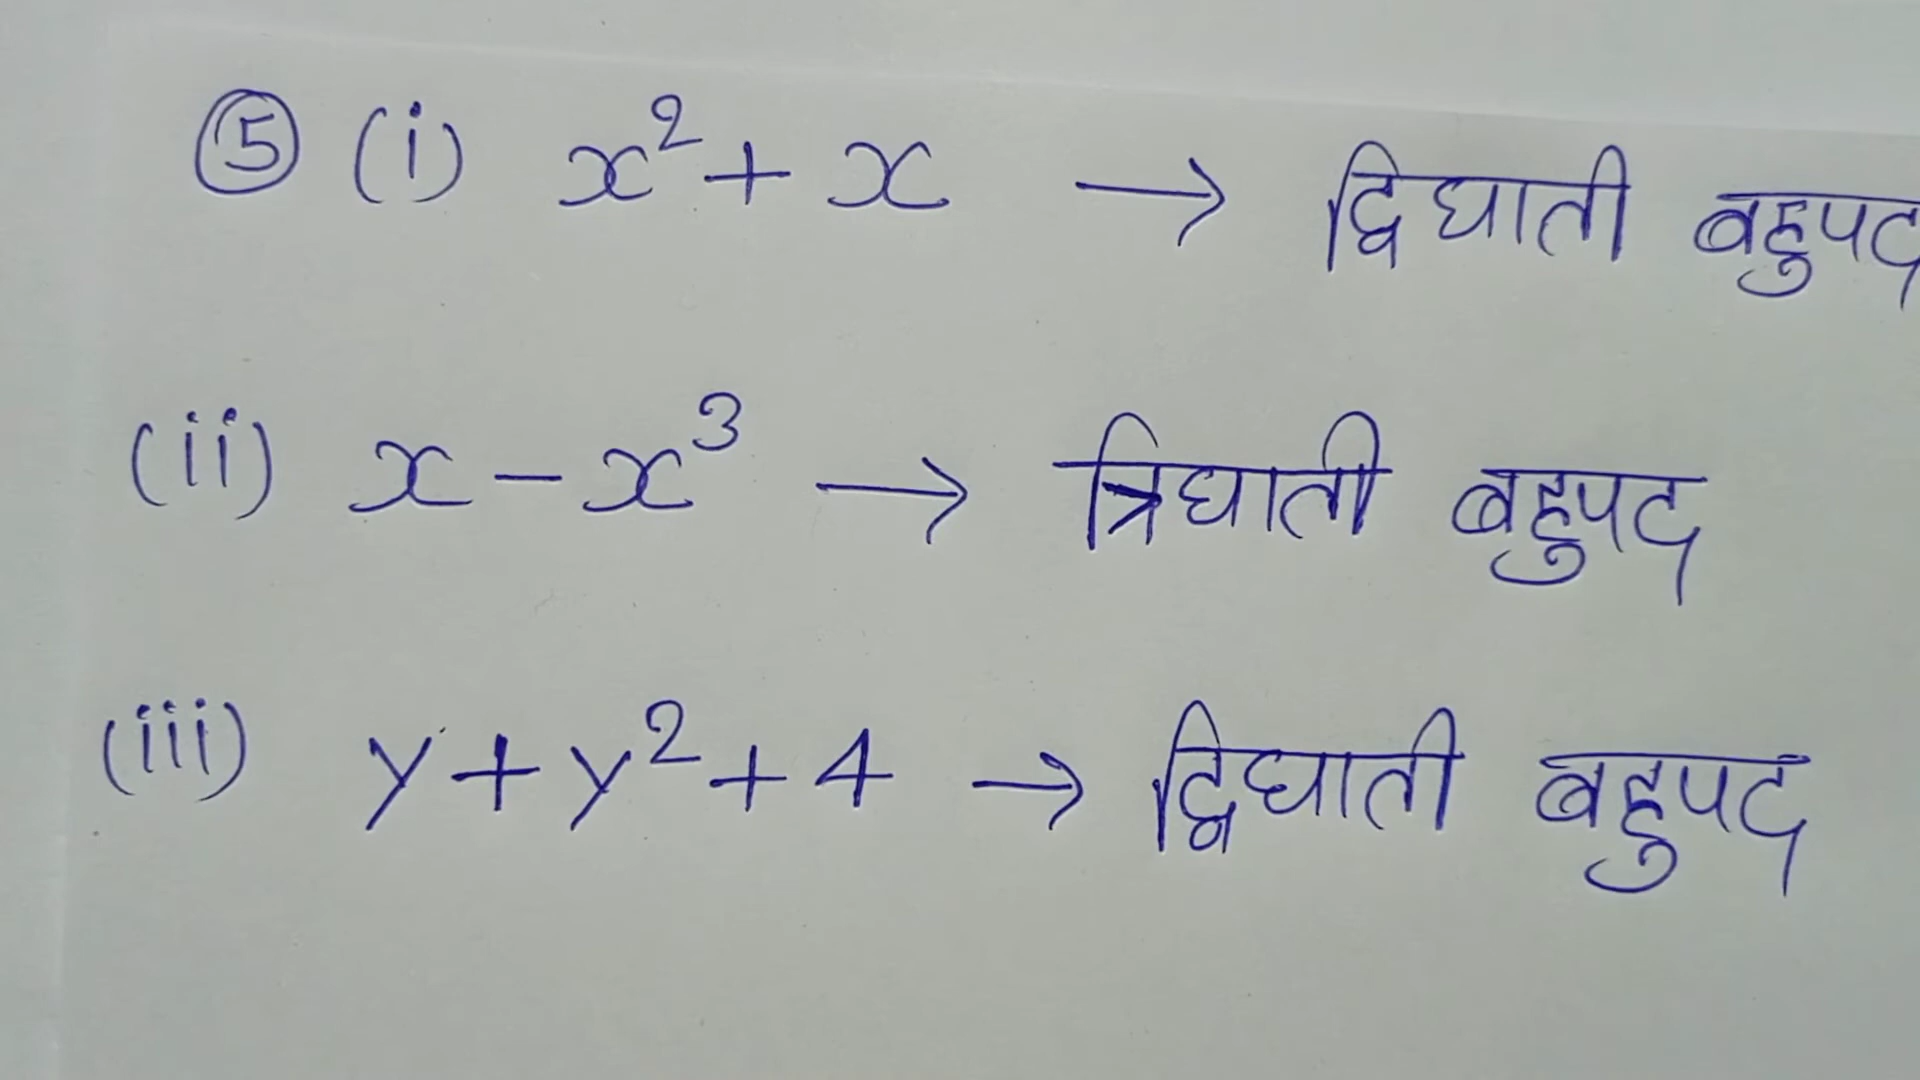 ⑤ (i) x² + x → द्विघाती बहुपद
(ii) x - x³ → त्रिघाती बहुपद
(iii) y + y² + 4 → द्विघाती बहुपद